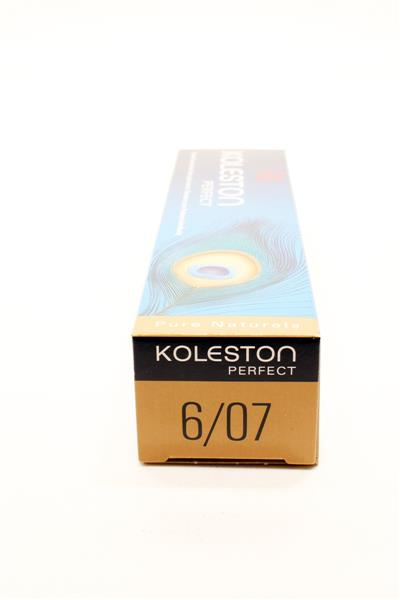 KOLESTON
PERFECT
Pure Naturals
KOLESTON
PERFECT
6/07